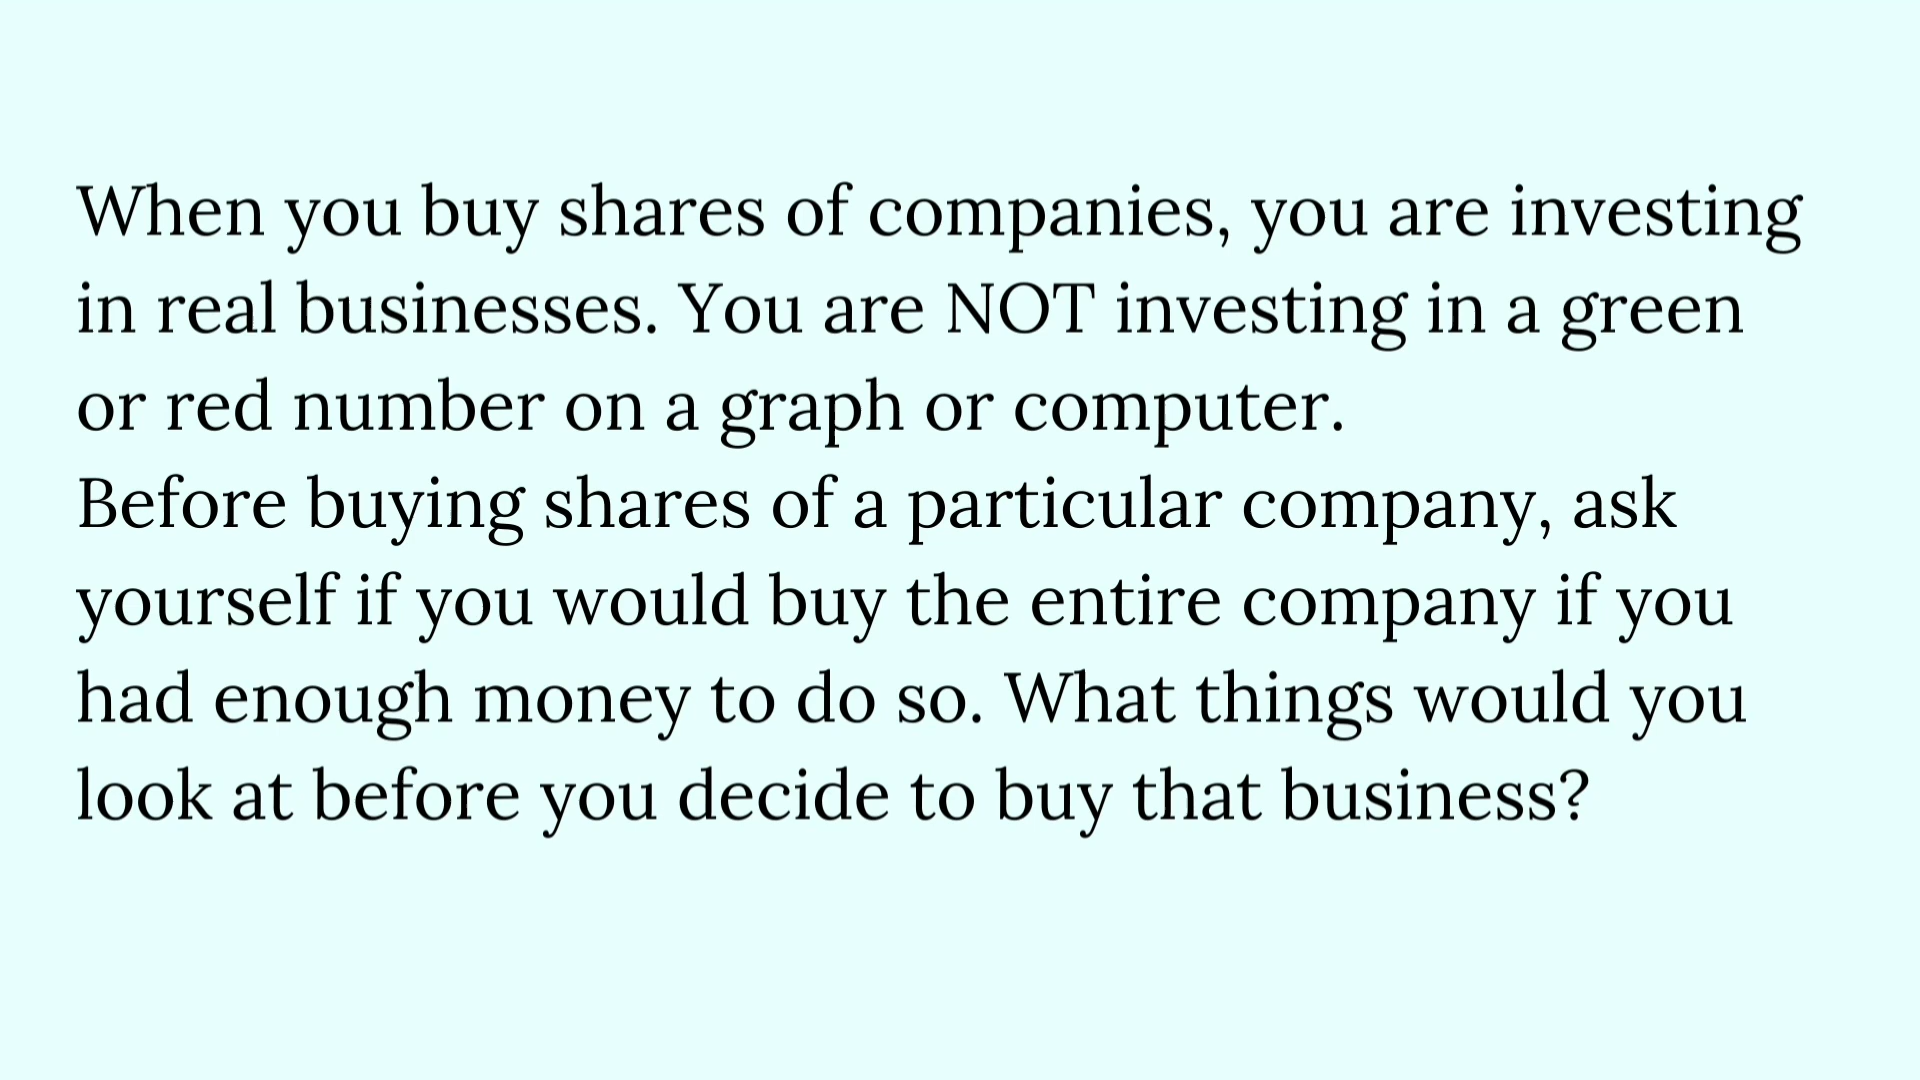 When you buy shares of companies, you are investing
in real businesses. You are NOT investing in a green
or red number on a graph or computer.
Before buying shares of a particular company, ask
yourself if you would buy the entire company if you
had enough money to do so. What things would you
look at before you decide to buy that business?